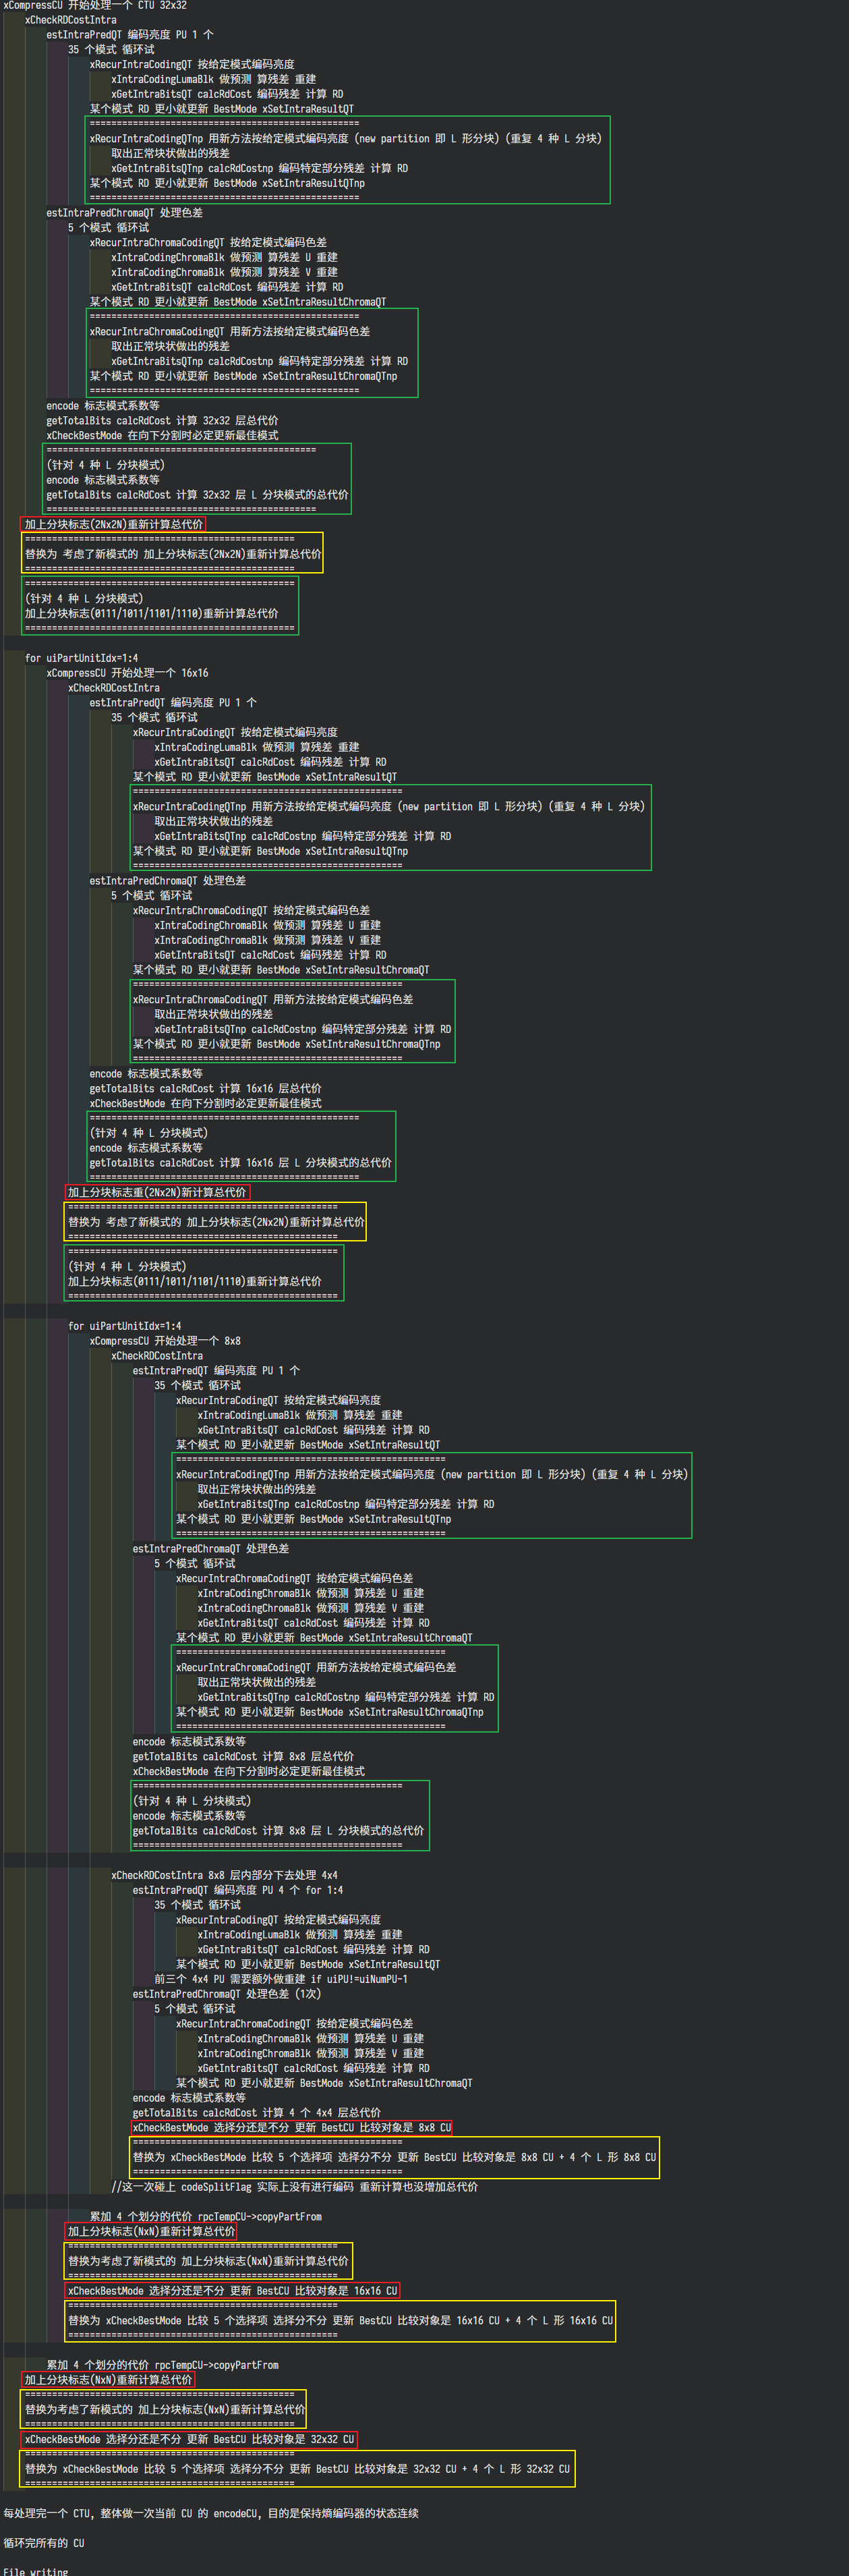 xCompressCU 开始处理一个 CTU 32x32
xCheckRDCostIntra
estIntraPredQT 编码亮度 PU 1 个
35 个模式 循环试
xRecurIntraCodingQT 按给定模式编码亮度
xIntraCodingLumaBlk 做预测 算残差 重建
xGetIntraBitsQT calcRdCost 编码残差 计算 RD
某个模式 RD 更小就更新 BestMode xSetIntraResultQT
==================================================
xRecurIntraCodingQTnp 用新方法按给定模式编码亮度 (new partition 即 L 形分块) (重复 4 种 L 分块)
取出正常块状做出的残差
xGetIntraBitsQTnp calcRdCostnp 编码特定部分残差 计算 RD
某个模式 RD 更小就更新 BestMode xSetIntraResultQTnp
==================================================
estIntraPredChromaQT 处理色差
5 个模式 循环试
xRecurIntraChromaCodingQT 按给定模式编码色差
xIntraCodingChromaBlk 做预测 算残差 U 重建
xIntraCodingChromaBlk 做预测 算残差 V 重建
xGetIntraBitsQT calcRdCost 编码残差 计算 RD
某个模式 RD 更小就更新 BestMode xSetIntraResultChromaQT
==================================================
xRecurIntraChromaCodingQT 用新方法按给定模式编码色差
取出正常块状做出的残差
xGetIntraBitsQTnp calcRdCostnp 编码特定部分残差 计算 RD
某个模式 RD 更小就更新 BestMode xSetIntraResultChromaQTnp
==================================================
encode 标志模式系数等
getTotalBits calcRdCost 计算 32x32 层总代价
xCheckBestMode 在向下分割时必定更新最佳模式
==================================================
(针对 4 种 L 分块模式)
encode 标志模式系数等
getTotalBits calcRdCost 计算 32x32 层 L 分块模式的总代价
==================================================
加上分块标志(2Nx2N)重新计算总代价
==================================================
替换为 考虑了新模式的 加上分块标志(2Nx2N)重新计算总代价
==================================================
==================================================
(针对 4 种 L 分块模式)
加上分块标志(0111/1011/1101/1110)重新计算总代价
==================================================
for uiPartUnitIdx=1:4
xCompressCU 开始处理一个 16x16
xCheckRDCostIntra
estIntraPredQT 编码亮度 PU 1 个
35 个模式 循环试
xRecurIntraCodingQT 按给定模式编码亮度
xIntraCodingLumaBlk 做预测 算残差 重建
xGetIntraBitsQT calcRdCost 编码残差 计算 RD
某个模式 RD 更小就更新 BestMode xSetIntraResultQT
==================================================
xRecurIntraCodingQTnp 用新方法按给定模式编码亮度 (new partition 即 L 形分块) (重复 4 种 L 分块)
取出正常块状做出的残差
xGetIntraBitsQTnp calcRdCostnp 编码特定部分残差 计算 RD
某个模式 RD 更小就更新 BestMode xSetIntraResultQTnp
==================================================
estIntraPredChromaQT 处理色差
5 个模式 循环试
xRecurIntraChromaCodingQT 按给定模式编码色差
xIntraCodingChromaBlk 做预测 算残差 U 重建
xIntraCodingChromaBlk 做预测 算残差 V 重建
xGetIntraBitsQT calcRdCost 编码残差 计算 RD
某个模式 RD 更小就更新 BestMode xSetIntraResultChromaQT
==================================================
xRecurIntraChromaCodingQT 用新方法按给定模式编码色差
取出正常块状做出的残差
xGetIntraBitsQTnp calcRdCostnp 编码特定部分残差 计算 RD
某个模式 RD 更小就更新 BestMode xSetIntraResultChromaQTnp
==================================================
encode 标志模式系数等
getTotalBits calcRdCost 计算 16x16 层总代价
xCheckBestMode 在向下分割时必定更新最佳模式
==================================================
(针对 4 种 L 分块模式)
encode 标志模式系数等
getTotalBits calcRdCost 计算 16x16 层 L 分块模式的总代价
==================================================
加上分块标志重(2Nx2N)新计算总代价
==================================================
替换为 考虑了新模式的 加上分块标志(2Nx2N)重新计算总代价
==================================================
==================================================
(针对 4 种 L 分块模式)
加上分块标志(0111/1011/1101/1110)重新计算总代价
==================================================
for uiPartUnitIdx=1:4
xCompressCU 开始处理一个 8x8
xCheckRDCostIntra
estIntraPredQT 编码亮度 PU 1 个
35 个模式 循环试
xRecurIntraCodingQT 按给定模式编码亮度
xIntraCodingLumaBlk 做预测 算残差 重建
xGetIntraBitsQT calcRdCost 编码残差 计算 RD
某个模式 RD 更小就更新 BestMode xSetIntraResultQT
==================================================
xRecurIntraCodingQTnp 用新方法按给定模式编码亮度 (new partition 即 L 形分块) (重复 4 种 L 分块)
取出正常块状做出的残差
xGetIntraBitsQTnp calcRdCostnp 编码特定部分残差 计算 RD
某个模式 RD 更小就更新 BestMode xSetIntraResultQTnp
==================================================
estIntraPredChromaQT 处理色差
5 个模式 循环试
xRecurIntraChromaCodingQT 按给定模式编码色差
xIntraCodingChromaBlk 做预测 算残差 U 重建
xIntraCodingChromaBlk 做预测 算残差 V 重建
xGetIntraBitsQT calcRdCost 编码残差 计算 RD
某个模式 RD 更小就更新 BestMode xSetIntraResultChromaQT
==================================================
xRecurIntraChromaCodingQT 用新方法按给定模式编码色差
取出正常块状做出的残差
xGetIntraBitsQTnp calcRdCostnp 编码特定部分残差 计算 RD
某个模式 RD 更小就更新 BestMode xSetIntraResultChromaQTnp
==================================================
encode 标志模式系数等
getTotalBits calcRdCost 计算 8x8 层总代价
xCheckBestMode 在向下分割时必定更新最佳模式
==================================================
(针对 4 种 L 分块模式)
encode 标志模式系数等
getTotalBits calcRdCost 计算 8x8 层 L 分块模式的总代价
==================================================
xCheckRDCostIntra 8x8 层内部分下去处理 4x4
estIntraPredQT 编码亮度 PU 4 个 for 1:4
35 个模式 循环试
xRecurIntraCodingQT 按给定模式编码亮度
xIntraCodingLumaBlk 做预测 算残差 重建
xGetIntraBitsQT calcRdCost 编码残差 计算 RD
某个模式 RD 更小就更新 BestMode xSetIntraResultQT
前三个 4x4 PU 需要额外做重建 if uiPU!=uiNumPU-1
estIntraPredChromaQT 处理色差 (1次)
5 个模式 循环试
xRecurIntraChromaCodingQT 按给定模式编码色差
xIntraCodingChromaBlk 做预测 算残差 U 重建
xIntraCodingChromaBlk 做预测 算残差 V 重建
xGetIntraBitsQT calcRdCost 编码残差 计算 RD
某个模式 RD 更小就更新 BestMode xSetIntraResultChromaQT
encode 标志模式系数等
getTotalBits calcRdCost 计算 4 个 4x4 层总代价
xCheckBestMode 选择分还是不分 更新 BestCU 比较对象是 8x8 CU
==================================================
替换为 xCheckBestMode 比较 5 个选择项 选择分不分 更新 BestCU 比较对象是 8x8 CU + 4 个 L 形 8x8 CU
==================================================
//这一次碰上 codeSplitFlag 实际上没有进行编码 重新计算也没增加总代价
累加 4 个划分的代价 rpcTempCU->copyPartFrom
加上分块标志(NxN)重新计算总代价
==================================================
替换为考虑了新模式的 加上分块标志(NxN)重新计算总代价
==================================================
xCheckBestMode 选择分还是不分 更新 BestCU 比较对象是 16x16 CU
==================================================
替换为 xCheckBestMode 比较 5 个选择项 选择分不分 更新 BestCU 比较对象是 16x16 CU + 4 个 L 形 16x16 CU
==================================================
累加 4 个划分的代价 rpcTempCU->copyPartFrom
加上分块标志(NxN)重新计算总代价
==================================================
替换为考虑了新模式的 加上分块标志(NxN)重新计算总代价
==================================================
xCheckBestMode 选择分还是不分 更新 BestCU 比较对象是 32x32 CU
==================================================
替换为 xCheckBestMode 比较 5 个选择项 选择分不分 更新 BestCU 比较对象是 32x32 CU + 4 个 L 形 32x32 CU
==================================================
每处理完一个 CTU, 整体做一次当前 CU 的 encodeCU, 目的是保持熵编码器的状态连续
循环完所有的 CU
File writing